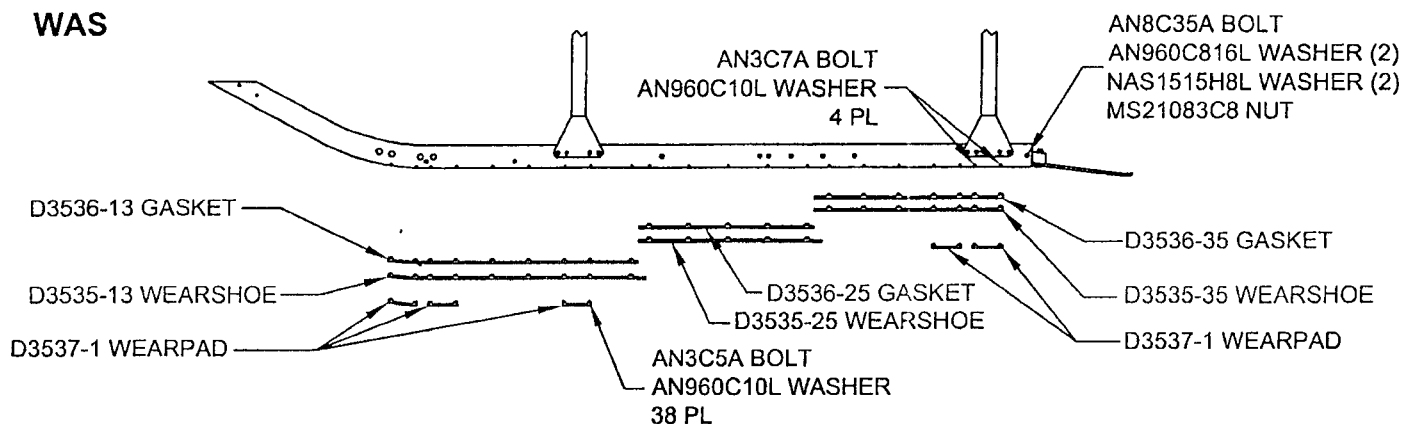 WAS
AN3C7A BOLT
AN960C10L WASHER
4 PL
AN8C35A BOLT
AN960C816L WASHER (2)
NAS1515H8L WASHER (2)
MS21083C8 NUT
D3536-13 GASKET
D3535-13 WEARSHOE
D3537-1 WEARPAD
D3536-25 GASKET
D3535-25 WEARSHOE
AN3C5A BOLT
AN960C10L WASHER
38 PL
D3536-35 GASKET
D3535-35 WEARSHOE
D3537-1 WEARPAD